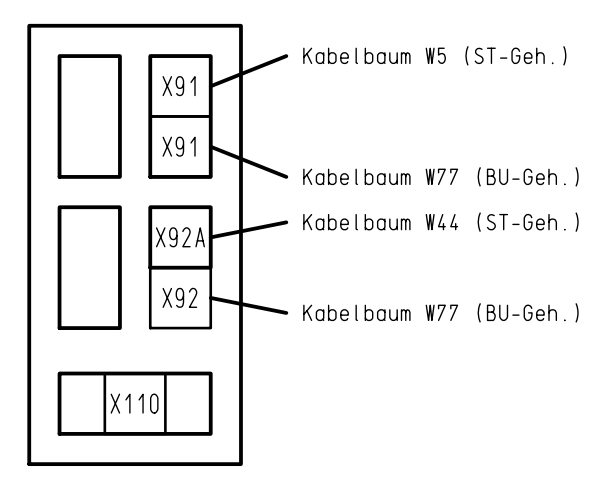 X91 Kabelbaum W5 (ST-Geh.)
X91 Kabelbaum W77 (BU-Geh.)
X92A Kabelbaum W44 (ST-Geh.)
X92 Kabelbaum W77 (BU-Geh.)
X110